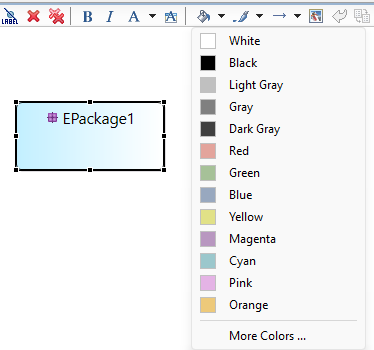 LABEL
B I A
EPackage1
White
Black
Light Gray
Gray
Dark Gray
Red
Green
Blue
Yellow
Magenta
Cyan
Pink
Orange
More Colors ...